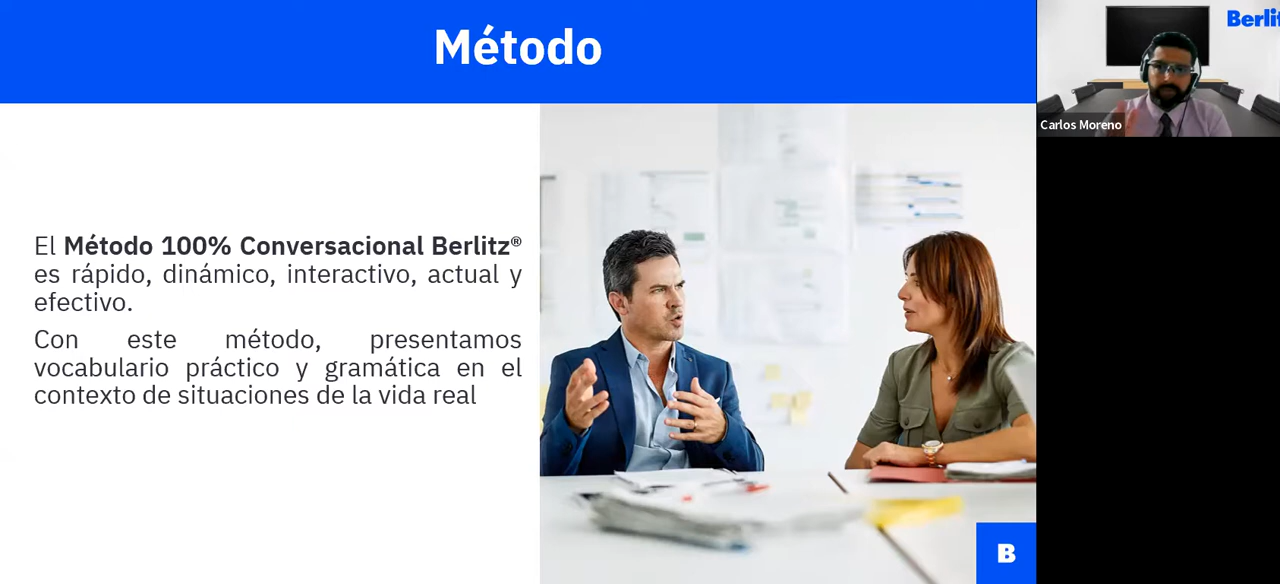 Método
El Método 100% Conversacional Berlitz®
es rápido, dinámico, interactivo, actual y
efectivo.
Con este método, presentamos
vocabulario práctico y gramática en el
contexto de situaciones de la vida real
B
Berlit
Carlos Moreno